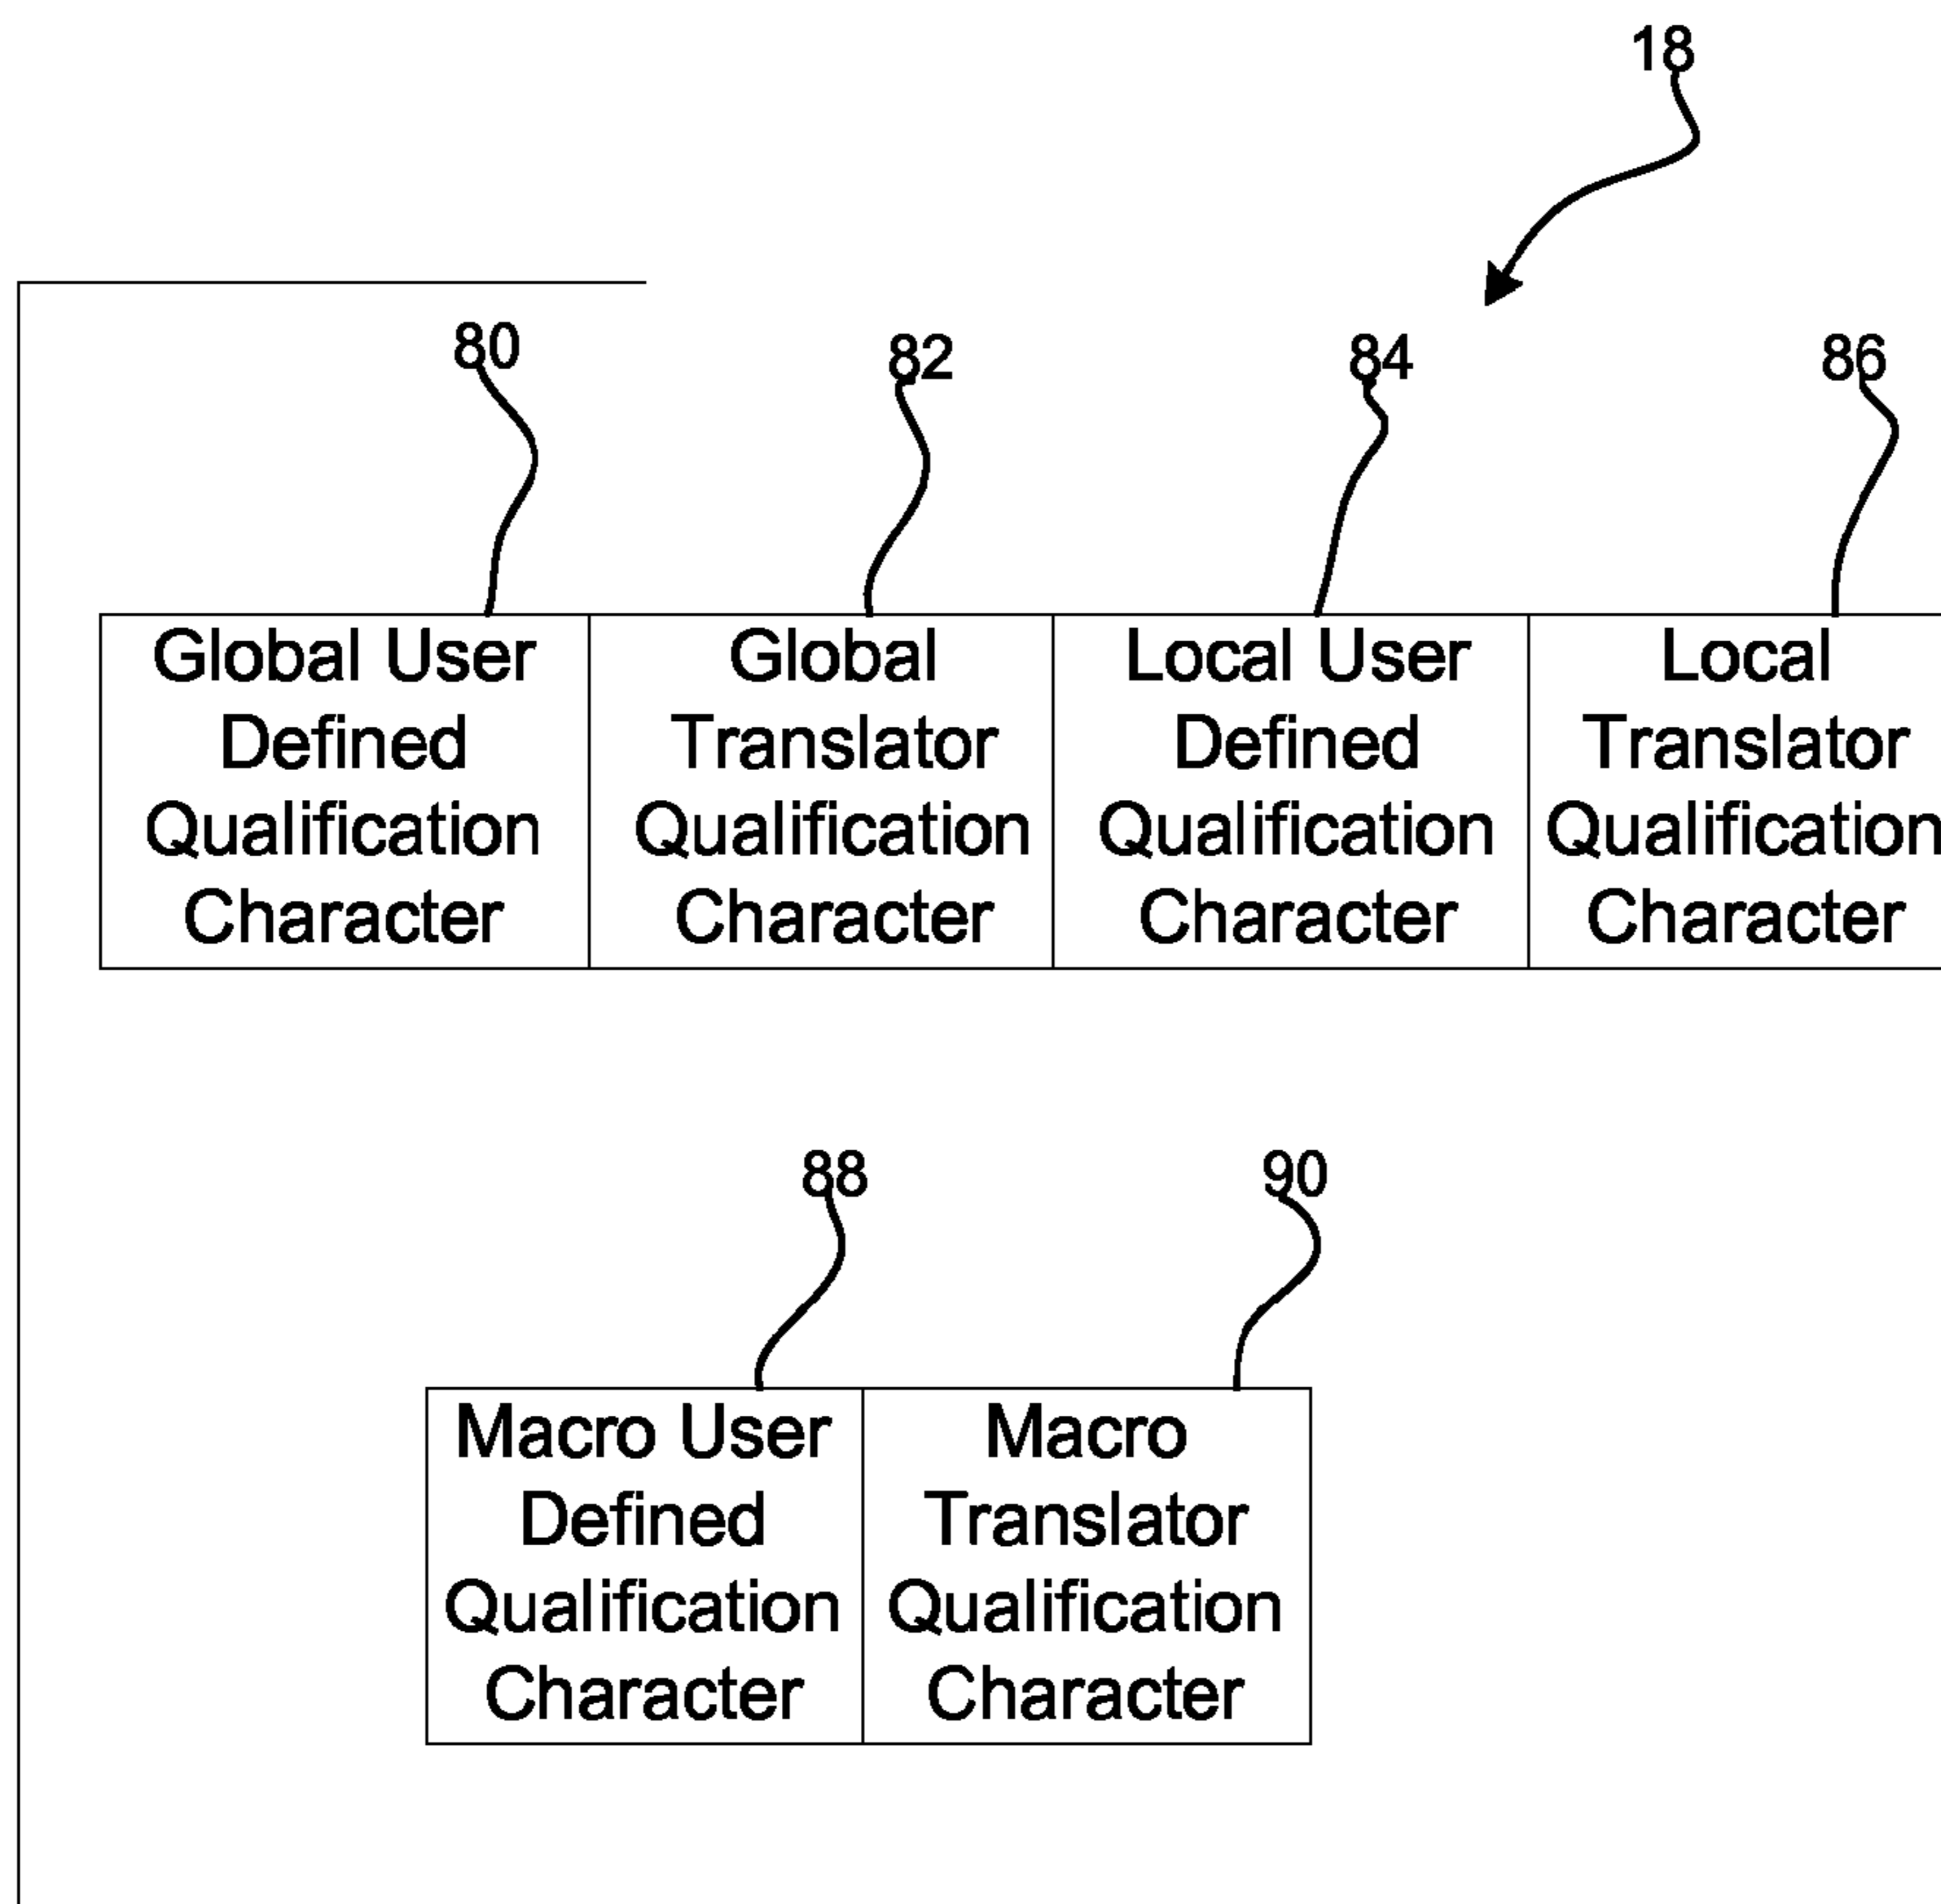 18
80
82
84
86
Global User
Defined
Qualification
Character
Global
Translator
Qualification
Character
Local User
Defined
Qualification
Character
Local
Translator
Qualification
Character
88
90
Macro User
Defined
Qualification
Character
Macro
Translator
Qualification
Character